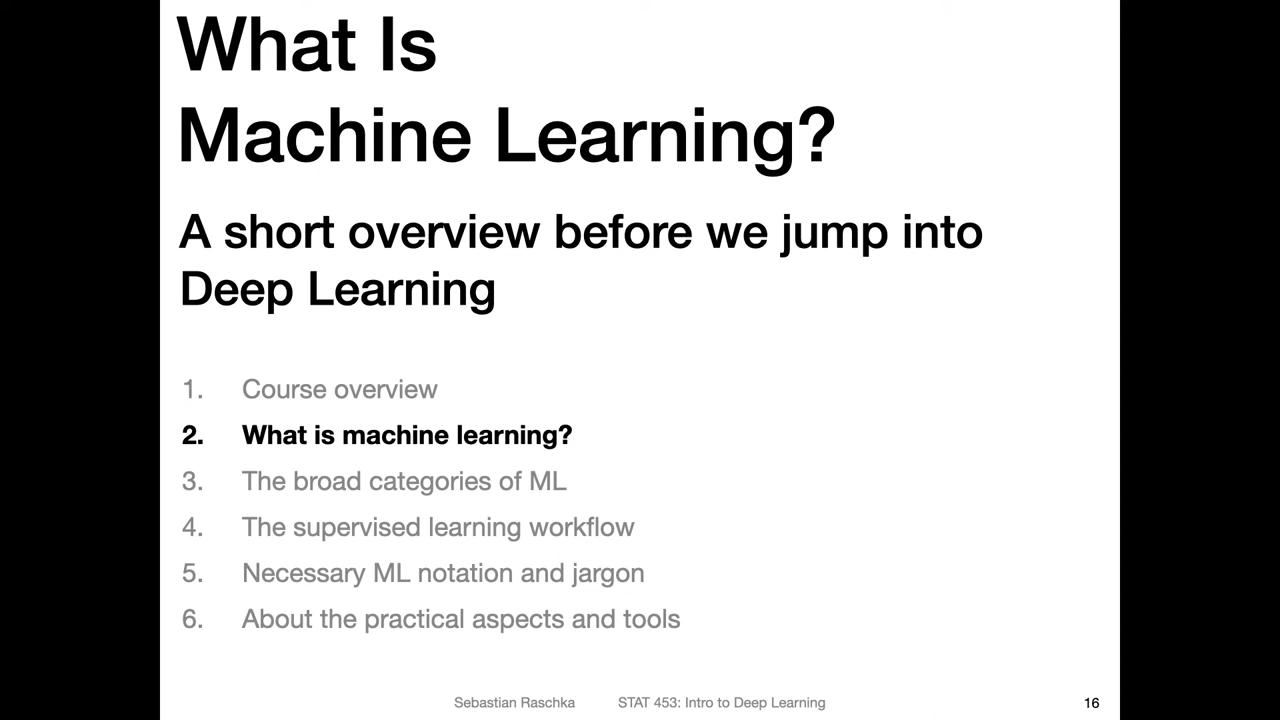 What Is
Machine Learning?
A short overview before we jump into
Deep Learning
1. Course overview
2. What is machine learning?
3. The broad categories of ML
4. The supervised learning workflow
5. Necessary ML notation and jargon
6. About the practical aspects and tools
Sebastian Raschka STAT 453: Intro to Deep Learning 16